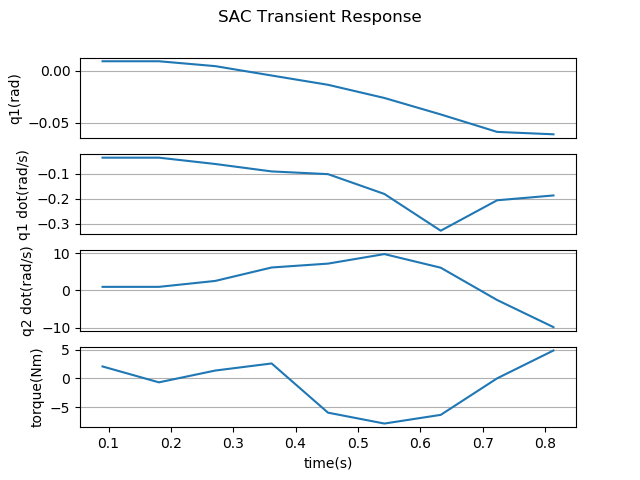 SAC Transient Response
q1(rad)
0.00
−0.05
q1 dot(rad/s)
−0.1
−0.2
−0.3
q2 dot(rad/s)
10
0
−10
torque(Nm)
5
0
−5
0.1 0.2 0.3 0.4 0.5 0.6 0.7 0.8
time(s)